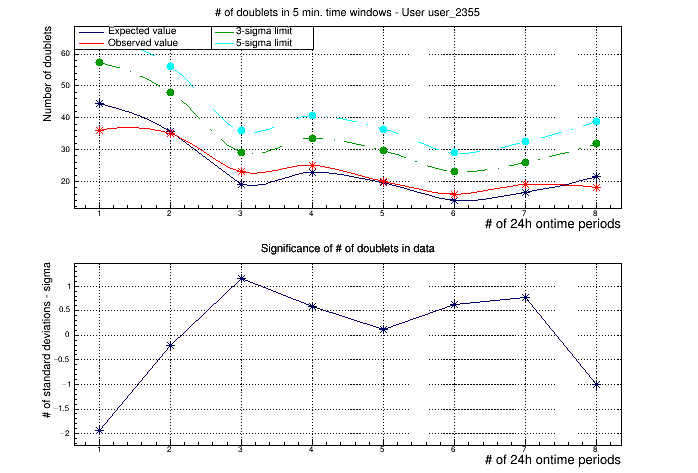 # of doublets in 5 min. time windows - User user_2355
Number of doublets
Expected value
3-sigma limit
Observed value
5-sigma limit
60
50
40
30
20
1 2 3 4 5 6 7 8
# of 24h ontime periods
Significance of # of doublets in data
# of standard deviations - sigma
1
0.5
0
−0.5
−1
−1.5
−2
1 2 3 4 5 6 7 8
# of 24h ontime periods